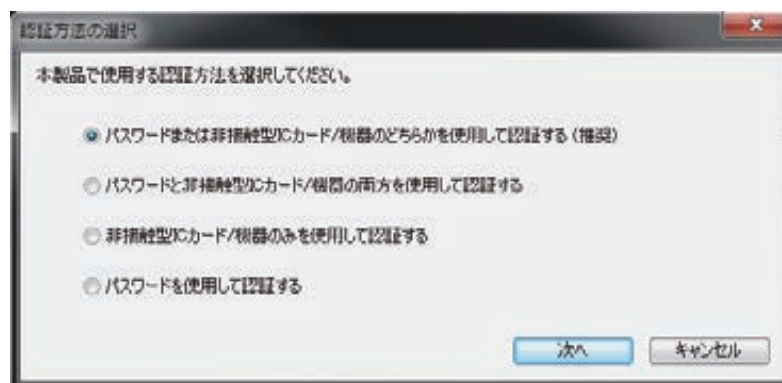 認証方法の選択
本製品で使用する認証方法を選択してください。
パスワードまたは非接触型ICカード/機器のどちらかを使用して認証する(推奨)
パスワードと非接触型ICカード/機器の両方を使用して認証する
非接触型ICカード/機器のみを使用して認証する
パスワードを使用して認証する
次へ キャンセル